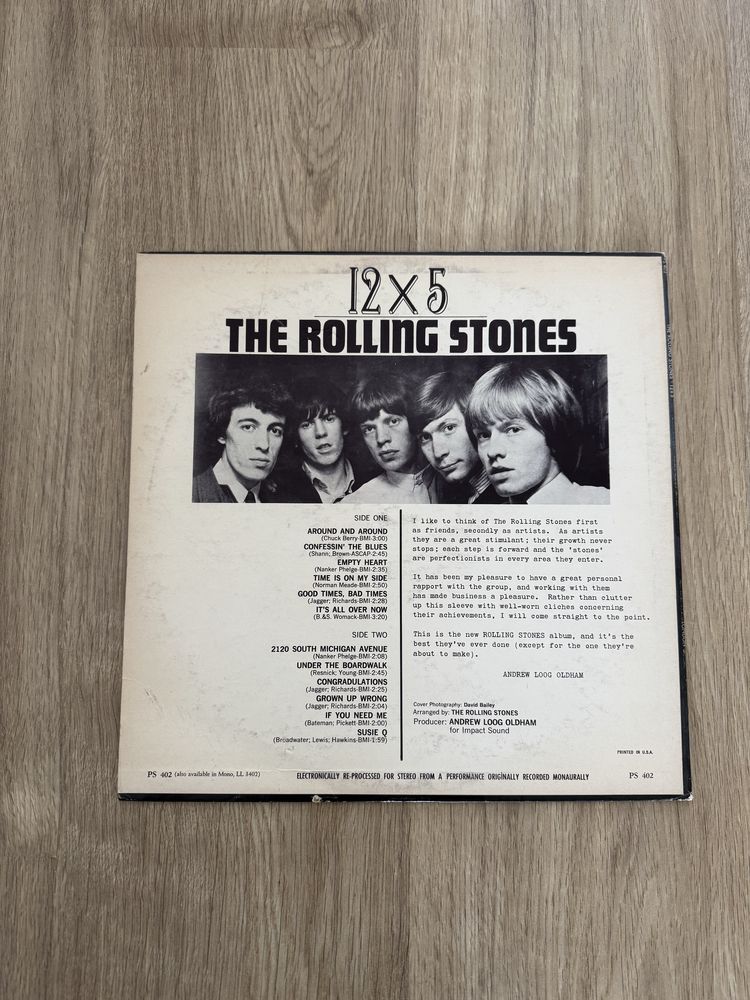 12 X 5
THE ROLLING STONES
SIDE ONE
AROUND AND AROUND
(Chuck Berry-BMI-3:00)
CONFESSIN' THE BLUES
(Shann; Brown-ASCAP-2:45)
EMPTY HEART
(Nanker Phelge-BMI-2:35)
TIME IS ON MY SIDE
(Norman Meade-BMI-2:50)
GOOD TIMES, BAD TIMES
(Jagger; Richards-BMI-2:28)
IT'S ALL OVER NOW
(B.&S. Womack-BMI-3:20)
SIDE TWO
2120 SOUTH MICHIGAN AVENUE
(Nanker Phelge-BMI-2:08)
UNDER THE BOARDWALK
(Resnick; Young-BMI-2:45)
CONGRADULATIONS
(Jagger; Richards-BMI-2:25)
GROWN UP WRONG
(Jagger; Richards-BMI-2:04)
IF YOU NEED ME
(Bateman; Pickett-BMI-2:00)
SUSIE Q
(Broadwater; Lewis; Hawkins-BMI-1:59)
I like to think of The Rolling Stones first
as friends, secondly as artists. As artists
they are a great stimulant; their growth never
stops; each step is forward and the 'stones'
are perfectionists in every area they enter.
It has been my pleasure to have a great personal
rapport with the group, and working with them
has made business a pleasure. Rather than clutter
up this sleeve with well-worn cliches concerning
their achievements, I will come straight to the point.
This is the new ROLLING STONES album, and it's the
best they've ever done (except for the one they're
about to make).
ANDREW LOOG OLDHAM
Cover Photography: David Bailey
Arranged by: THE ROLLING STONES
Producer: ANDREW LOOG OLDHAM
for Impact Sound
PRINTED IN U.S.A.
PS 402 (also available in Mono, LL 3402)
ELECTRONICALLY RE-PROCESSED FOR STEREO FROM A PERFORMANCE ORIGINALLY RECORDED MONAURALLY
PS 402